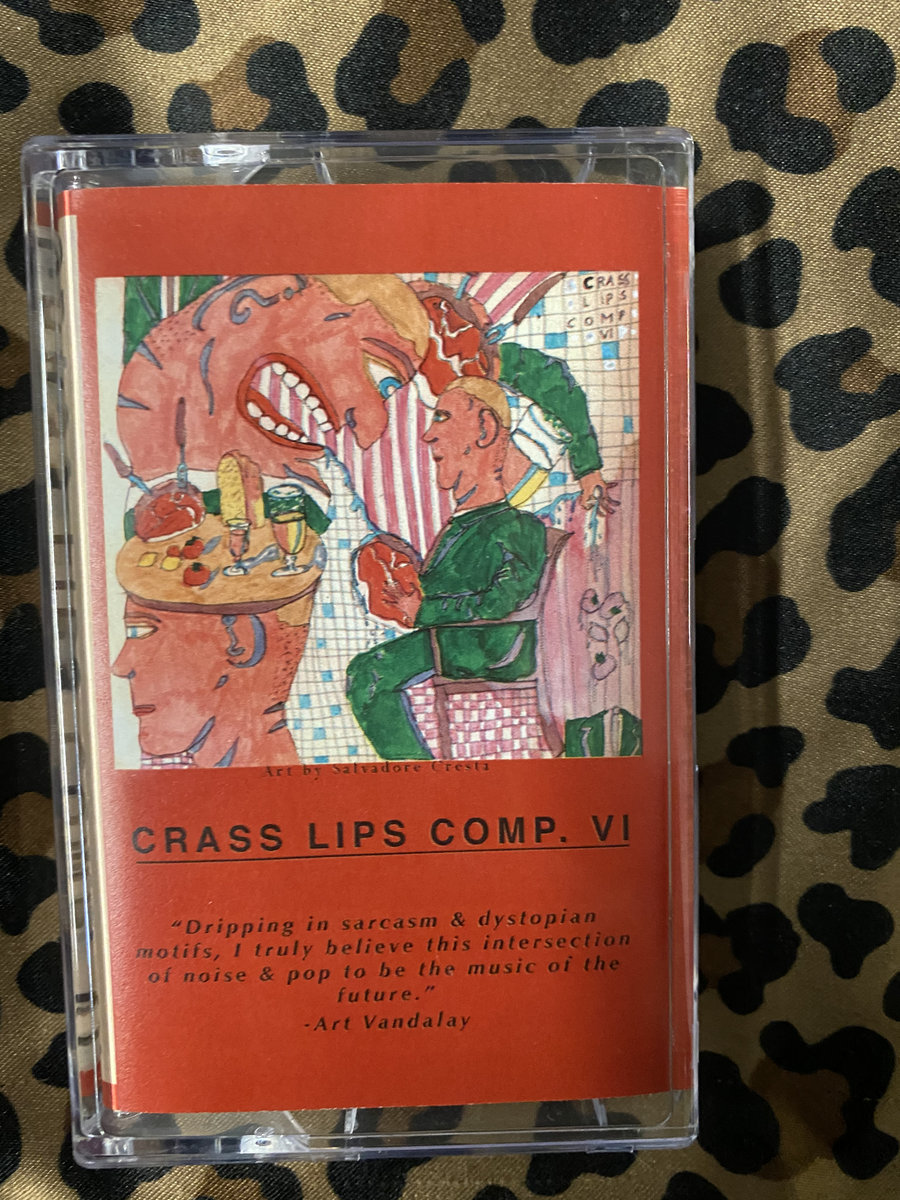 CRASS
LIPS
COMP
VI
Art by Salvadore Cresta
CRASS LIPS COMP. VI
“Dripping in sarcasm & dystopian
motifs, I truly believe this intersection
of noise & pop to be the music of the
future.”
-Art Vandalay